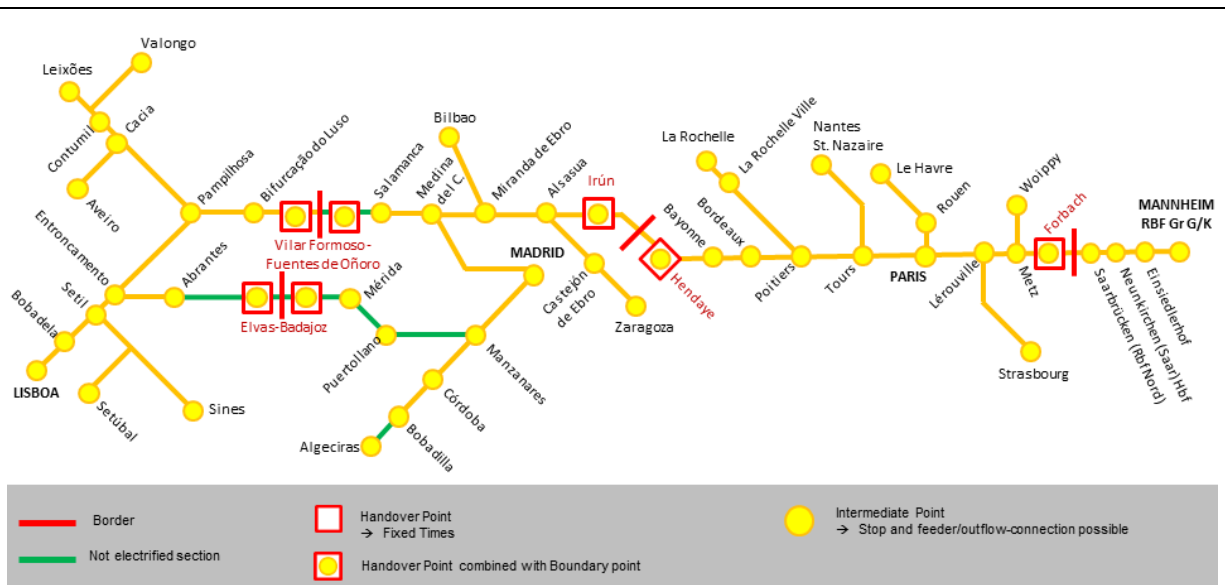 Valongo
Leixões
Contumil
Cacia
Aveiro
Pampilhosa
Bifurcação do Luso
Vilar Formoso-
Fuentes de Oñoro
Salamanca
Medina
del C.
Bilbao
Miranda de Ebro
Alsasua
Irún
Hendaye
Bayonne
Bordeaux
La Rochelle
La Rochelle Ville
Poitiers
Nantes
St. Nazaire
Tours
Le Havre
Rouen
PARIS
Lérouville
Woippy
Metz
Forbach
MANNHEIM
RBF Gr G/K
Saarbrücken (Rbf Nord)
Neunkirchen (Saar) Hbf
Einsiedlerhof
Strasbourg
Entroncamento
Abrantes
Elvas-Badajoz
Mérida
Puertollano
Manzanares
MADRID
Castejón
de Ebro
Zaragoza
Setil
Bobadela
LISBOA
Setúbal
Sines
Córdoba
Bobadilla
Algeciras
Border
Not electrified section
Handover Point
→ Fixed Times
Handover Point combined with Boundary point
Intermediate Point
→ Stop and feeder/outflow-connection possible